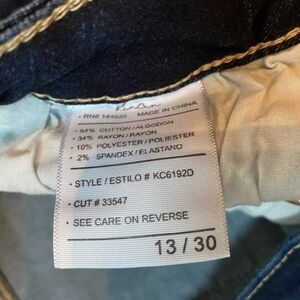 KanCan
• RN# 144635 MADE IN CHINA
• 54% COTTON/ALGODON
• 34% RAYON/RAYON
• 10% POLYESTER/POLIESTER
• 2% SPANDEX/ELASTANO
• STYLE / ESTILO # KC6192D
• CUT # 33547
• SEE CARE ON REVERSE
13 / 30